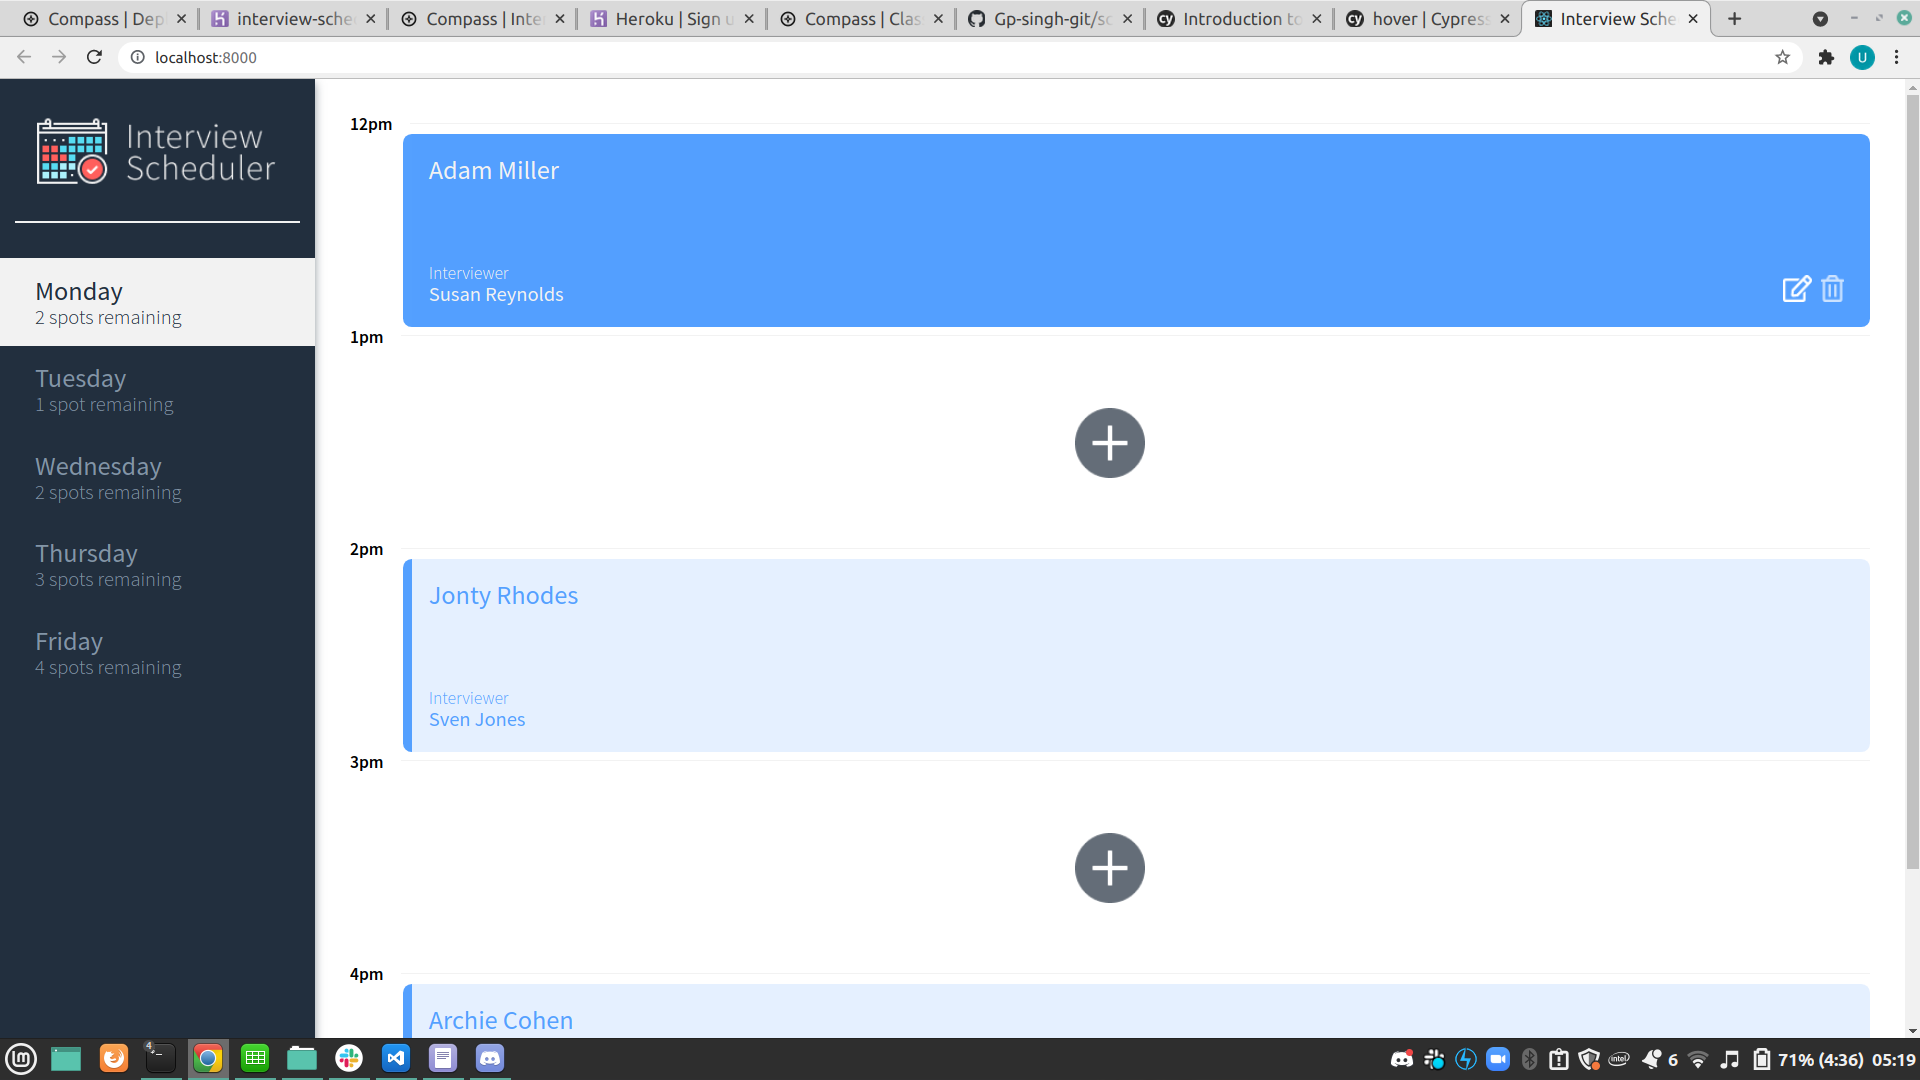 Compass | Dep
interview-sche
Compass | Inte
Heroku | Sign u
Compass | Clas
Gp-singh-git/sc
Introduction to
hover | Cypress
Interview Sche
localhost:8000
U
Interview
Scheduler
Monday
2 spots remaining
Tuesday
1 spot remaining
Wednesday
2 spots remaining
Thursday
3 spots remaining
Friday
4 spots remaining
12pm
Adam Miller
Interviewer
Susan Reynolds
1pm
2pm
Jonty Rhodes
Interviewer
Sven Jones
3pm
4pm
Archie Cohen
4
intel
6
71% (4:36)
05:19